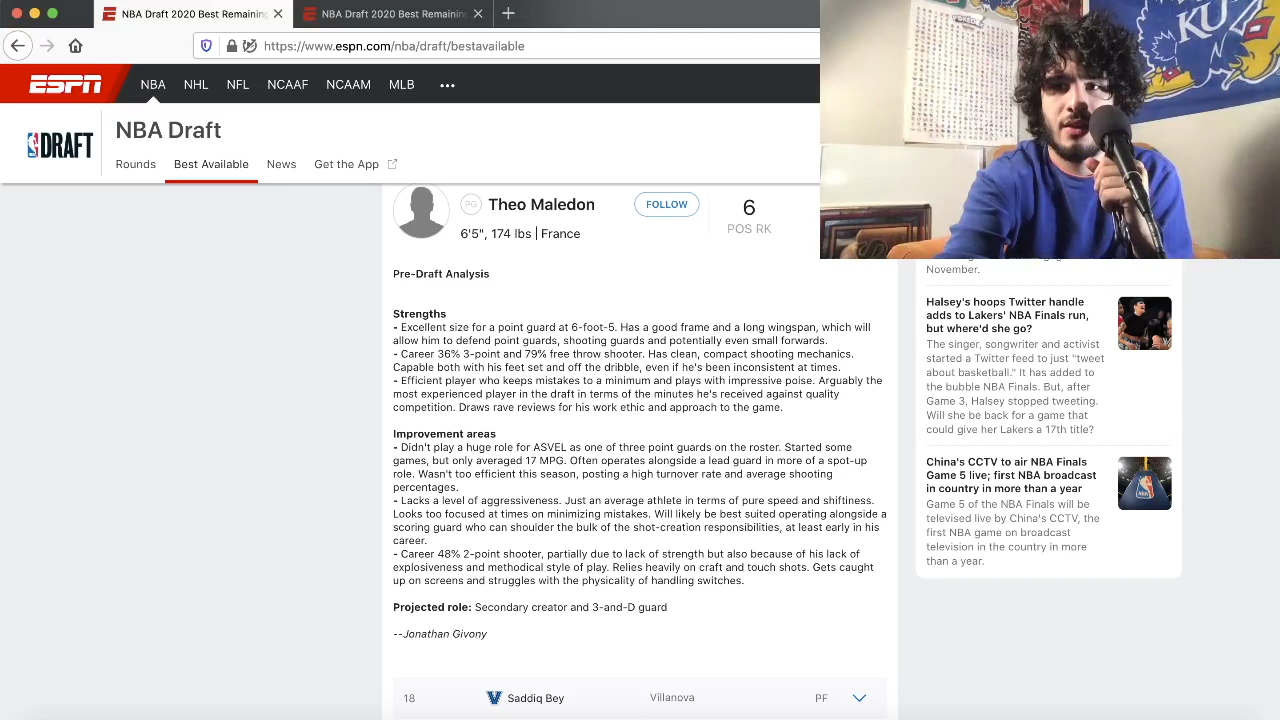 NBA Draft 2020 Best Remaining
NBA Draft 2020 Best Remaining
https://www.espn.com/nba/draft/bestavailable
ESPN
NBA NHL NFL NCAAF NCAAM MLB
DRAFT
NBA Draft
Rounds Best Available News Get the App
PG Theo Maledon
FOLLOW
6
6'5", 174 lbs | France
POS RK
Pre-Draft Analysis
Strengths
- Excellent size for a point guard at 6-foot-5. Has a good frame and a long wingspan, which will
allow him to defend point guards, shooting guards and potentially even small forwards.
- Career 36% 3-point and 79% free throw shooter. Has clean, compact shooting mechanics.
Capable both with his feet set and off the dribble, even if he's been inconsistent at times.
- Efficient player who keeps mistakes to a minimum and plays with impressive poise. Arguably the
most experienced player in the draft in terms of the minutes he's received against quality
competition. Draws rave reviews for his work ethic and approach to the game.
Improvement areas
- Didn't play a huge role for ASVEL as one of three point guards on the roster. Started some
games, but only averaged 17 MPG. Often operates alongside a lead guard in more of a spot-up
role. Wasn't too efficient this season, posting a high turnover rate and average shooting
percentages.
- Lacks a level of aggressiveness. Just an average athlete in terms of pure speed and shiftiness.
Looks too focused at times on minimizing mistakes. Will likely be best suited operating alongside a
scoring guard who can shoulder the bulk of the shot-creation responsibilities, at least early in his
career.
- Career 48% 2-point shooter, partially due to lack of strength but also because of his lack of
explosiveness and methodical style of play. Relies heavily on craft and touch shots. Gets caught
up on screens and struggles with the physicality of handling switches.
Projected role: Secondary creator and 3-and-D guard
--Jonathan Givony
18 Saddiq Bey Villanova PF
November.
Halsey's hoops Twitter handle
adds to Lakers' NBA Finals run,
but where'd she go?
The singer, songwriter and activist
started a Twitter feed to just "tweet
about basketball." It has added to
the bubble NBA Finals. But, after
Game 3, Halsey stopped tweeting.
Will she be back for a game that
could give her Lakers a 17th title?
China's CCTV to air NBA Finals
Game 5 live; first NBA broadcast
in country in more than a year
Game 5 of the NBA Finals will be
televised live by China's CCTV, the
first NBA game on broadcast
television in the country in more
than a year.
KU